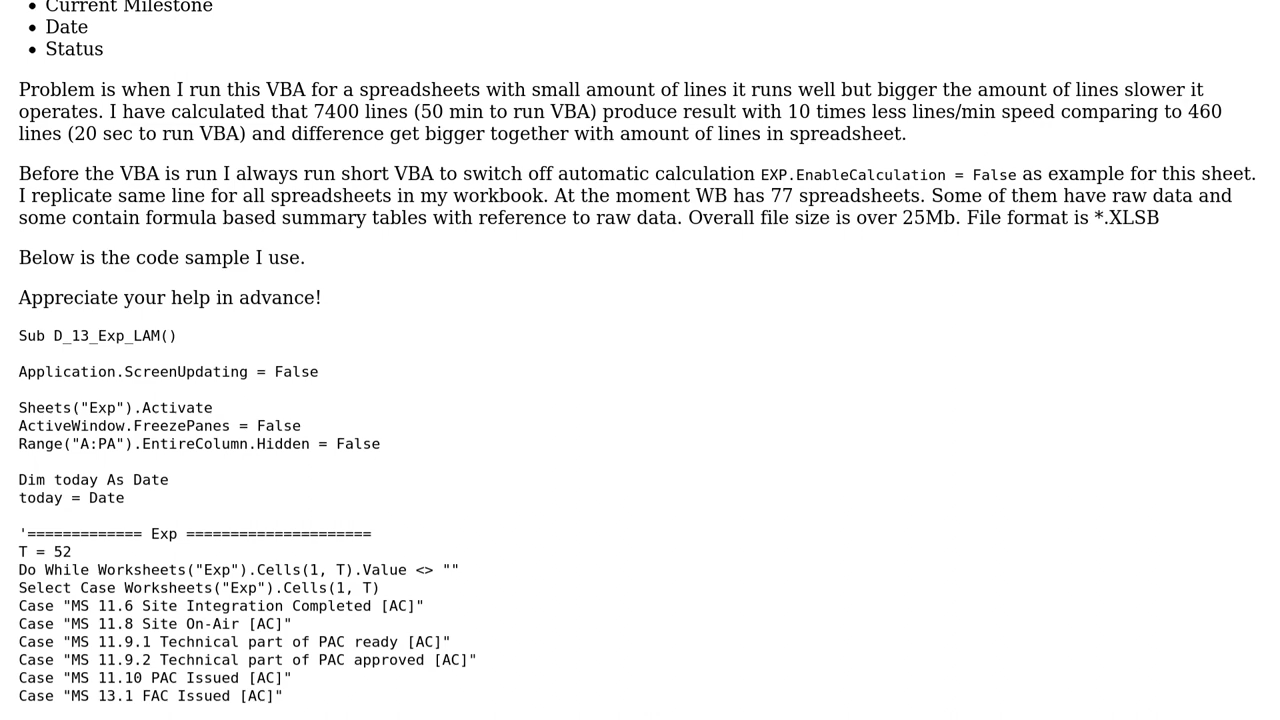 Current Milestone
Date
Status
Problem is when I run this VBA for a spreadsheets with small amount of lines it runs well but bigger the amount of lines slower it
operates. I have calculated that 7400 lines (50 min to run VBA) produce result with 10 times less lines/min speed comparing to 460
lines (20 sec to run VBA) and difference get bigger together with amount of lines in spreadsheet.
Before the VBA is run I always run short VBA to switch off automatic calculation EXP.EnableCalculation = False as example for this sheet.
I replicate same line for all spreadsheets in my workbook. At the moment WB has 77 spreadsheets. Some of them have raw data and
some contain formula based summary tables with reference to raw data. Overall file size is over 25Mb. File format is *.XLSB
Below is the code sample I use.
Appreciate your help in advance!
Sub D_13_Exp_LAM()
Application.ScreenUpdating = False
Sheets("Exp").Activate
ActiveWindow.FreezePanes = False
Range("A:PA").EntireColumn.Hidden = False
Dim today As Date
today = Date
'============= Exp =====================
T = 52
Do While Worksheets("Exp").Cells(1, T).Value <> ""
Select Case Worksheets("Exp").Cells(1, T)
Case "MS 11.6 Site Integration Completed [AC]"
Case "MS 11.8 Site On-Air [AC]"
Case "MS 11.9.1 Technical part of PAC ready [AC]"
Case "MS 11.9.2 Technical part of PAC approved [AC]"
Case "MS 11.10 PAC Issued [AC]"
Case "MS 13.1 FAC Issued [AC]"